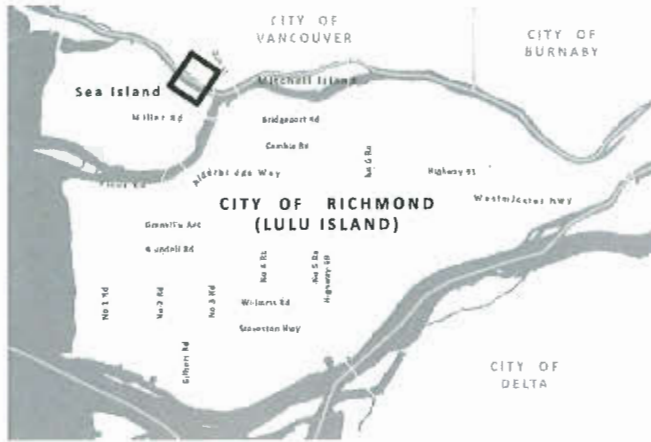 CITY OF
VANCOUVER
CITY OF
BURNABY
Sea Island
Mitchell Island
Miller Rd
Bridgeport Rd
Cambie Rd
No 6 Rd
Alderbridge Way
Highway 91
Westminster Hwy
CITY OF RICHMOND
(LULU ISLAND)
Granville Ave
Blundell Rd
No 4 Rd
No 5 Rd
Highway 99
No 1 Rd
No 2 Rd
No 3 Rd
Williams Rd
Steveston Hwy
Gilbert Rd
CITY OF
DELTA